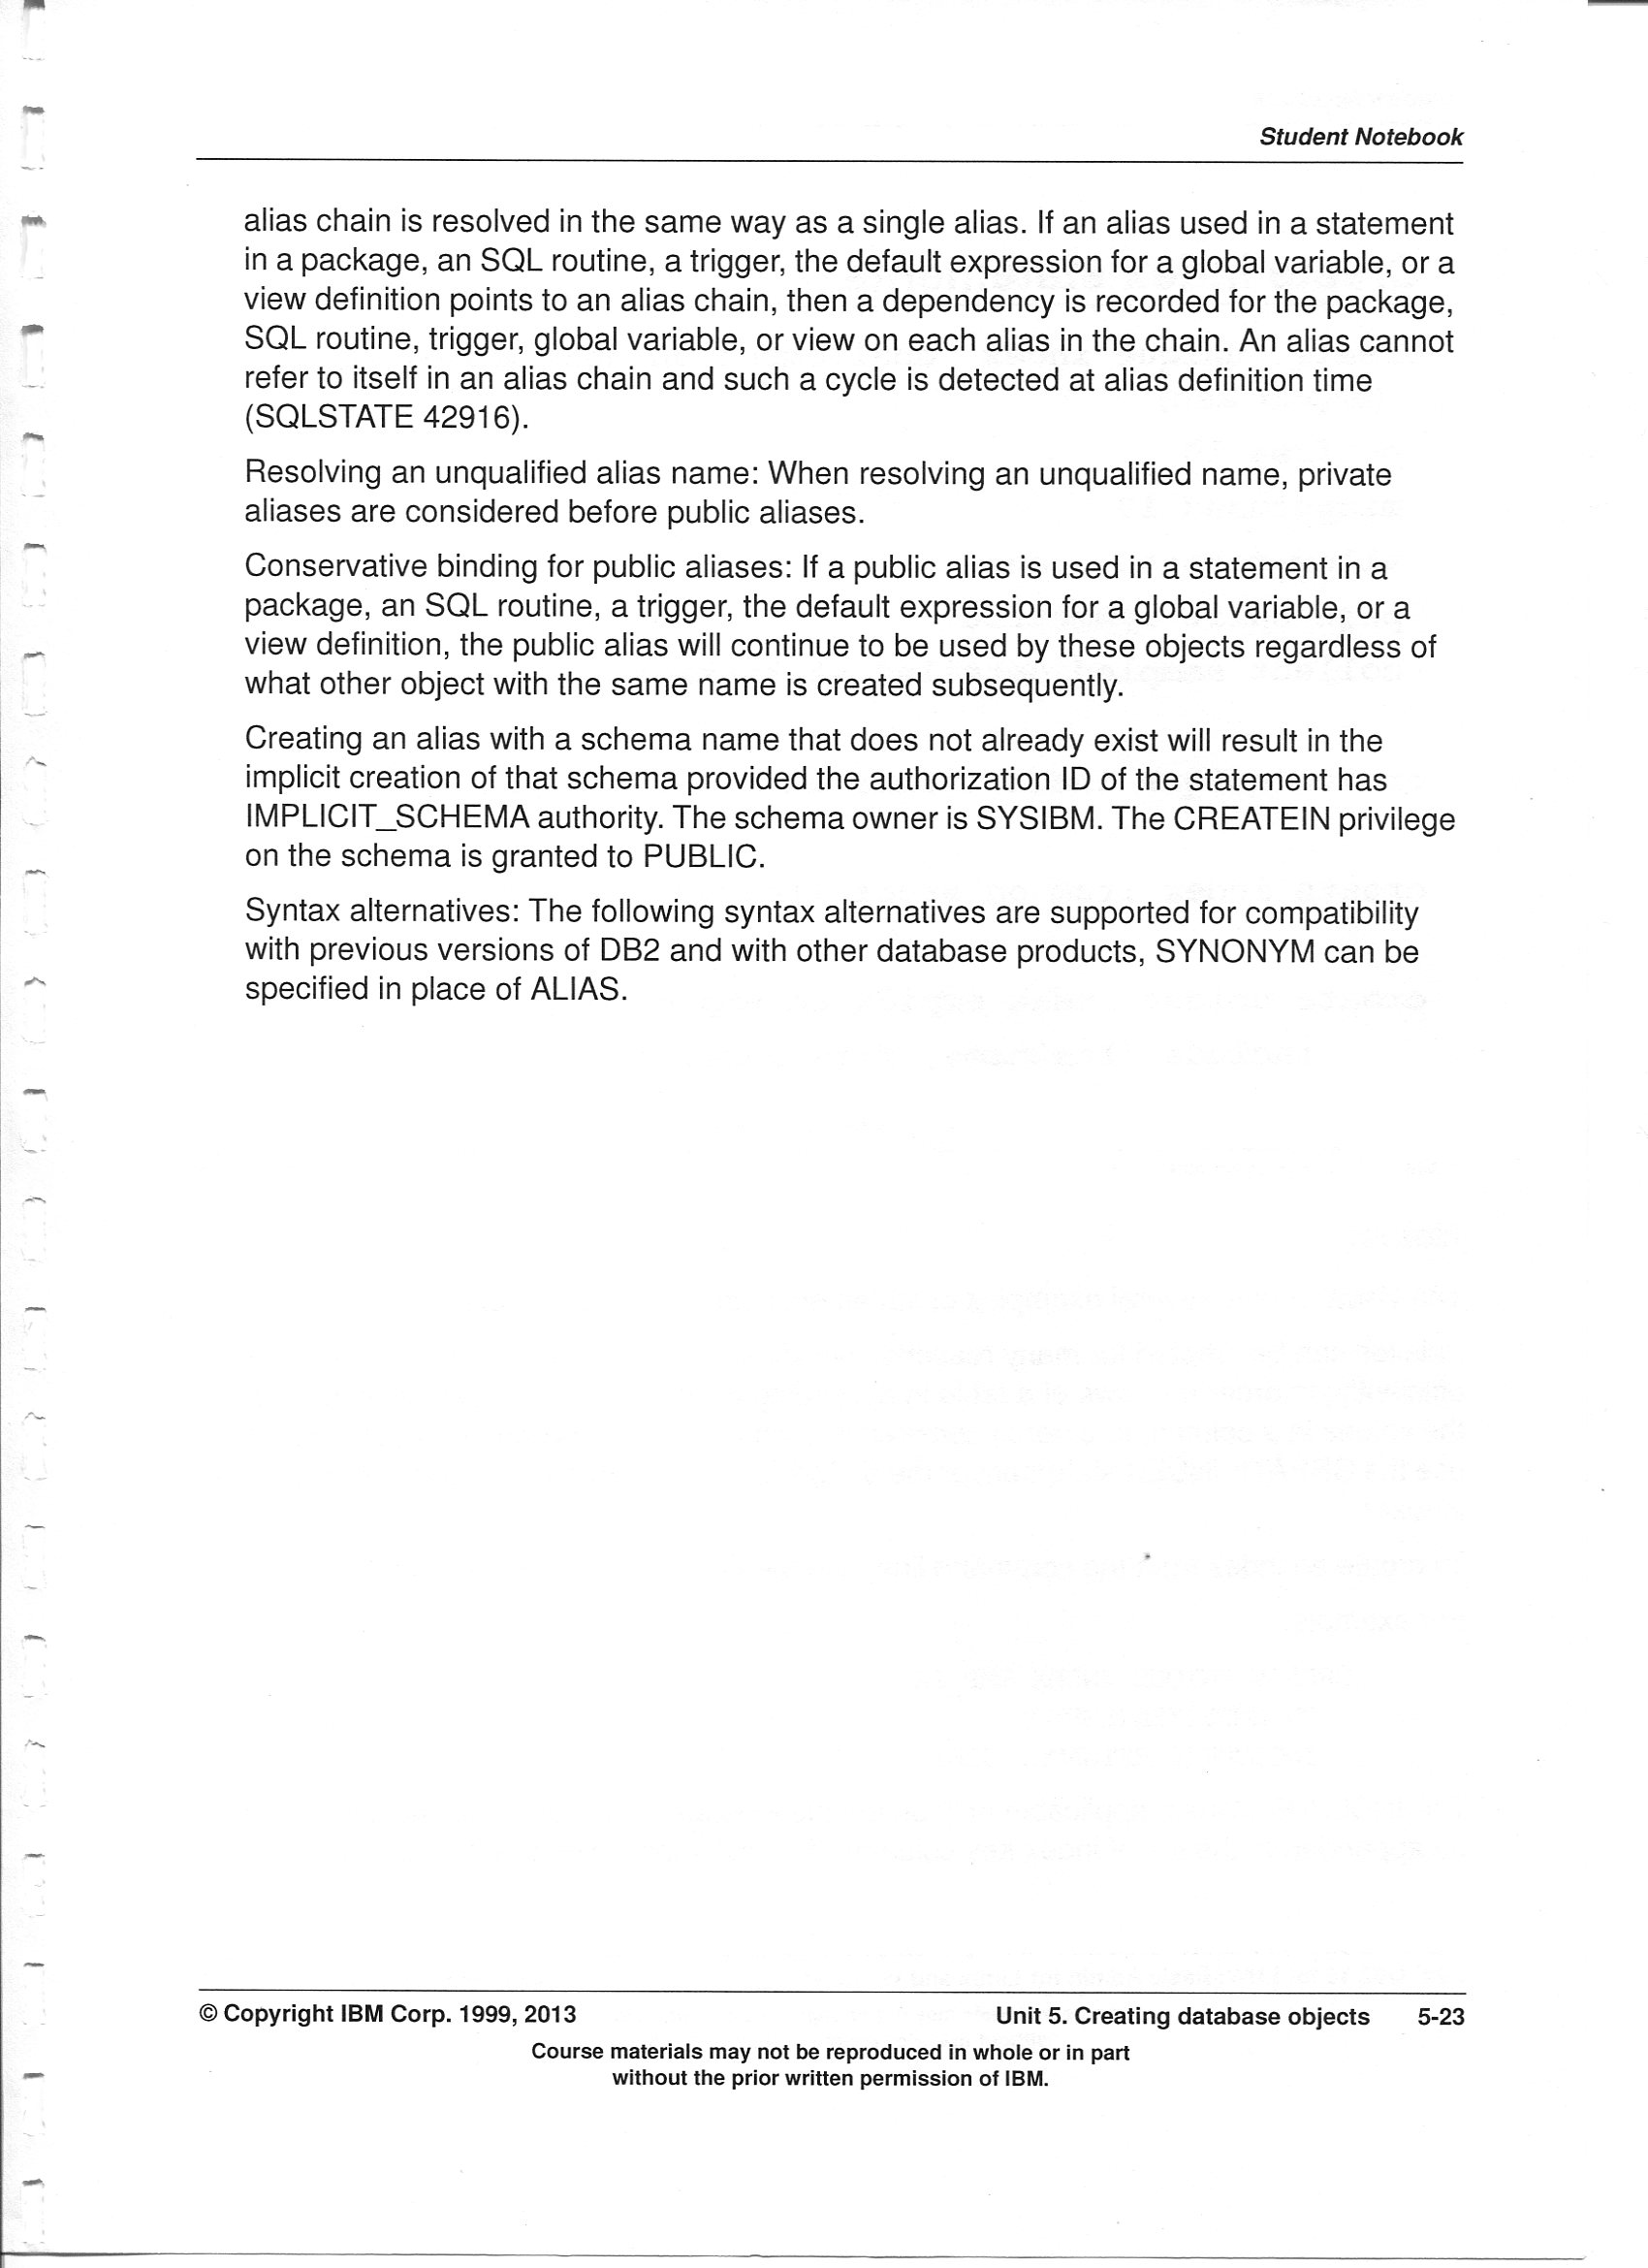 Student Notebook
alias chain is resolved in the same way as a single alias. If an alias used in a statement
in a package, an SQL routine, a trigger, the default expression for a global variable, or a
view definition points to an alias chain, then a dependency is recorded for the package,
SQL routine, trigger, global variable, or view on each alias in the chain. An alias cannot
refer to itself in an alias chain and such a cycle is detected at alias definition time
(SQLSTATE 42916).
Resolving an unqualified alias name: When resolving an unqualified name, private
aliases are considered before public aliases.
Conservative binding for public aliases: If a public alias is used in a statement in a
package, an SQL routine, a trigger, the default expression for a global variable, or a
view definition, the public alias will continue to be used by these objects regardless of
what other object with the same name is created subsequently.
Creating an alias with a schema name that does not already exist will result in the
implicit creation of that schema provided the authorization ID of the statement has
IMPLICIT_SCHEMA authority. The schema owner is SYSIBM. The CREATEIN privilege
on the schema is granted to PUBLIC.
Syntax alternatives: The following syntax alternatives are supported for compatibility
with previous versions of DB2 and with other database products, SYNONYM can be
specified in place of ALIAS.
© Copyright IBM Corp. 1999, 2013 Unit 5. Creating database objects 5-23
Course materials may not be reproduced in whole or in part
without the prior written permission of IBM.